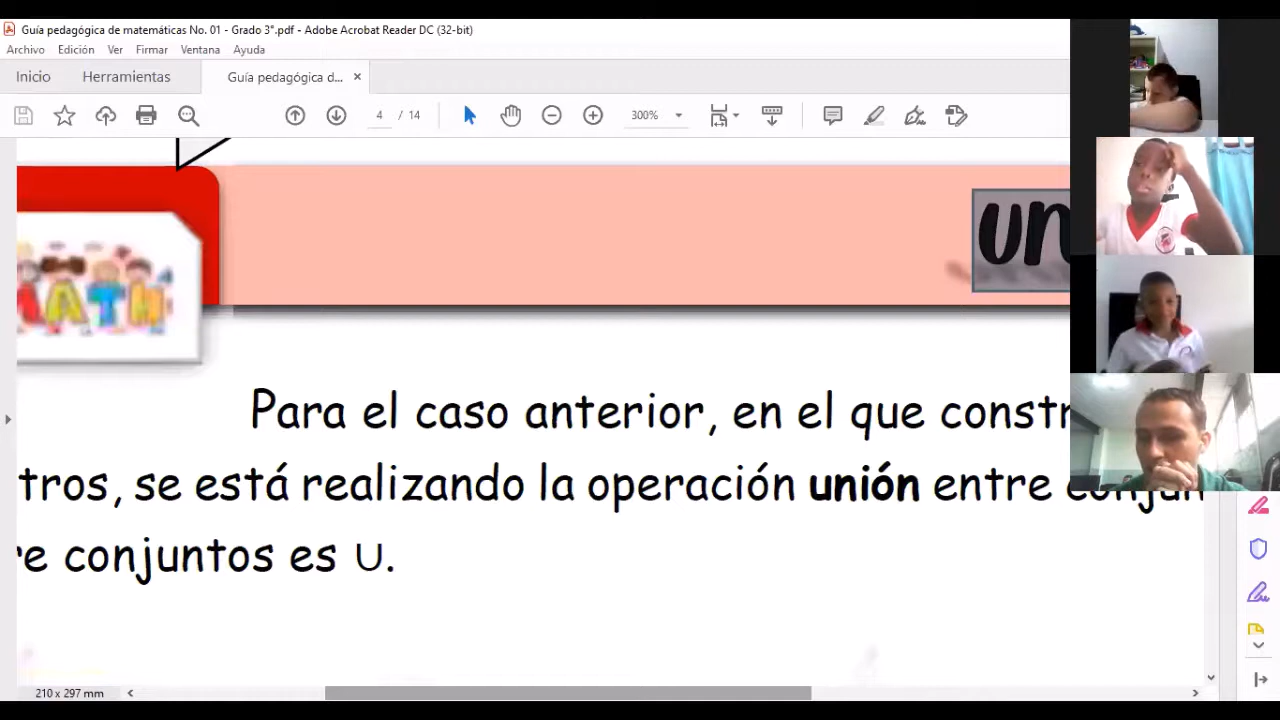 Guía pedagógica de matemáticas No. 01 - Grado 3°.pdf - Adobe Acrobat Reader DC (32-bit)
Archivo Edición Ver Firmar Ventana Ayuda
Inicio Herramientas Guía pedagógica d... ×
4 / 14 300%
un
MATH
Para el caso anterior, en el que constr
tros, se está realizando la operación unión entre conjun
re conjuntos es U.
210 x 297 mm